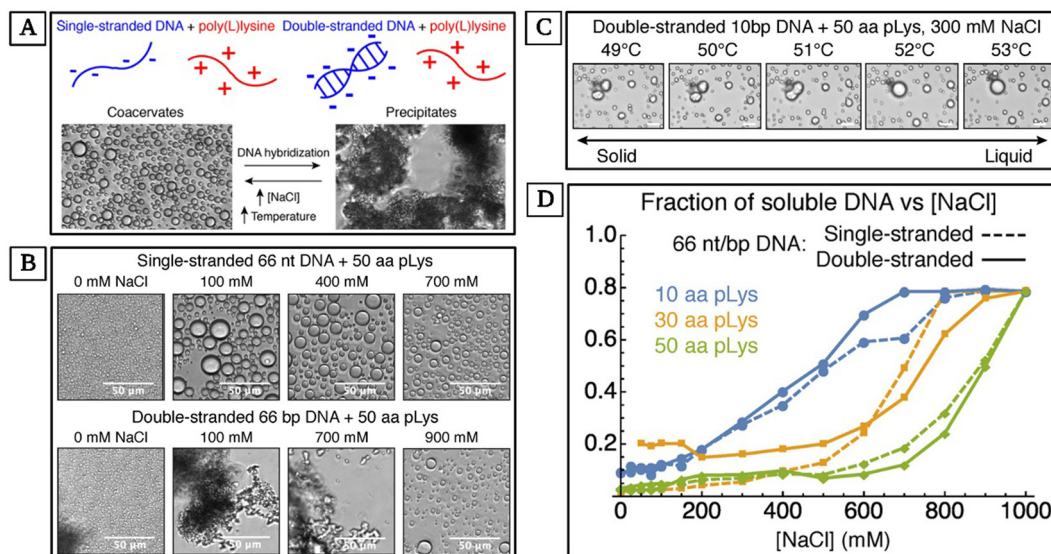 A
Single-stranded DNA + poly(L)lysine
Double-stranded DNA + poly(L)lysine
Coacervates
Precipitates
DNA hybridization
[NaCl]
Temperature
B
Single-stranded 66 nt DNA + 50 aa pLys
0 mM NaCl 100 mM 400 mM 700 mM
50 µm 50 µm 50 µm 50 µm
Double-stranded 66 bp DNA + 50 aa pLys
0 mM NaCl 100 mM 700 mM 900 mM
50 µm 50 µm 50 µm 50 µm
C
Double-stranded 10bp DNA + 50 aa pLys, 300 mM NaCl
49°C 50°C 51°C 52°C 53°C
Solid Liquid
D
Fraction of soluble DNA vs [NaCl]
66 nt/bp DNA: Single-stranded
Double-stranded
10 aa pLys
30 aa pLys
50 aa pLys
1.0
0.8
0.6
0.4
0.2
0 200 400 600 800 1000
[NaCl] (mM)